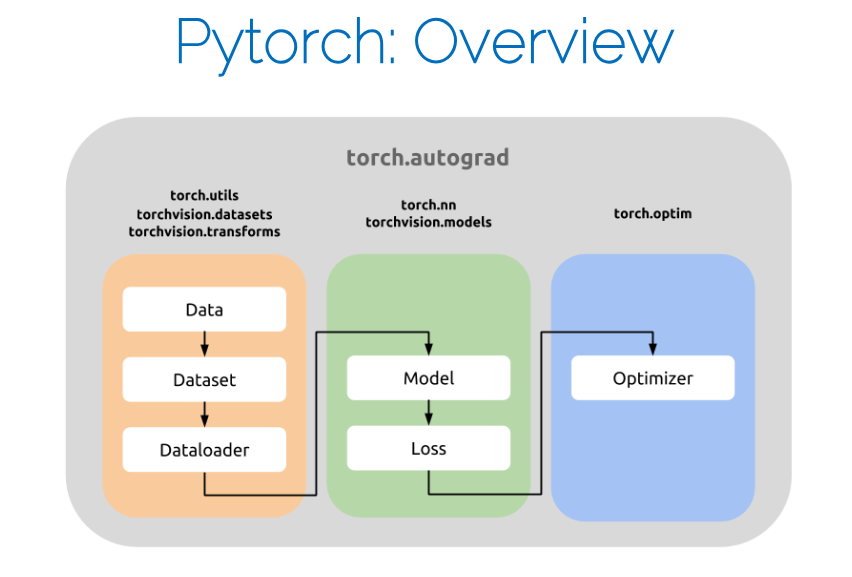 Pytorch: Overview
torch.autograd
torch.utils
torchvision.datasets
torchvision.transforms
Data
Dataset
Dataloader
torch.nn
torchvision.models
Model
Loss
torch.optim
Optimizer